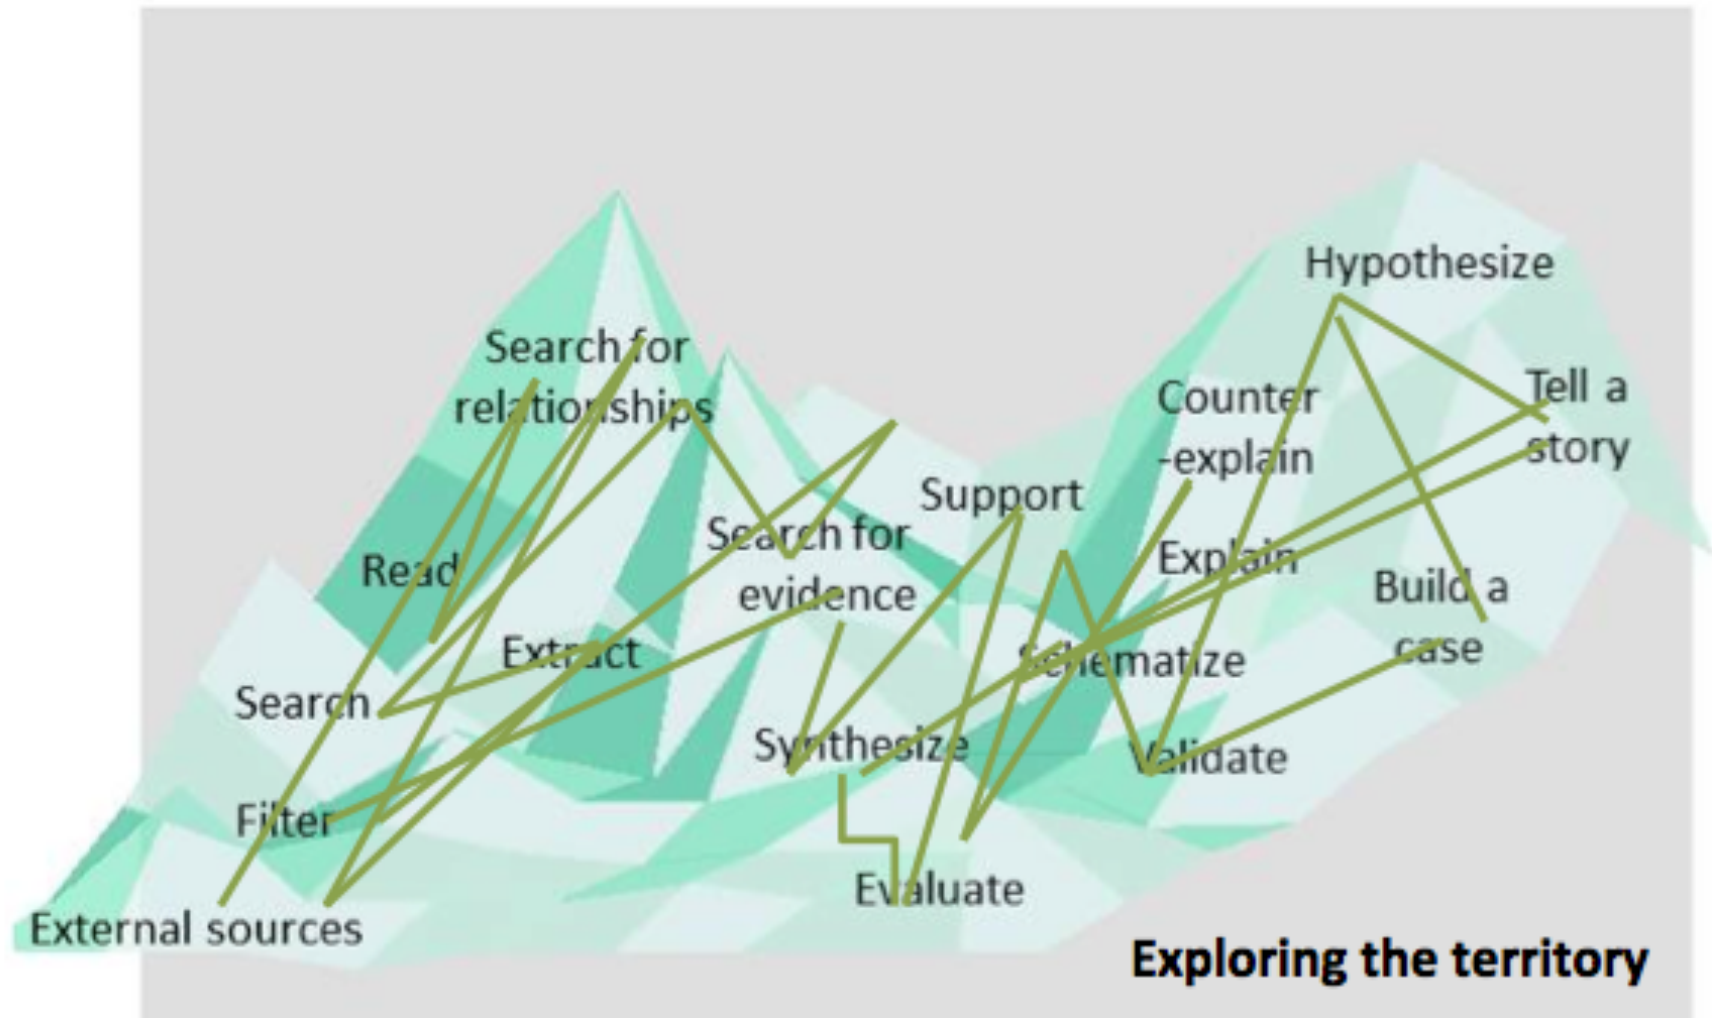 Hypothesize
Search for
relationships
Tell a
story
Counter
-explain
Support
Search for
evidence
Explain
Read
Build a
case
Extract
Schematize
Search
Synthesize
Validate
Filter
Evaluate
External sources
Exploring the territory